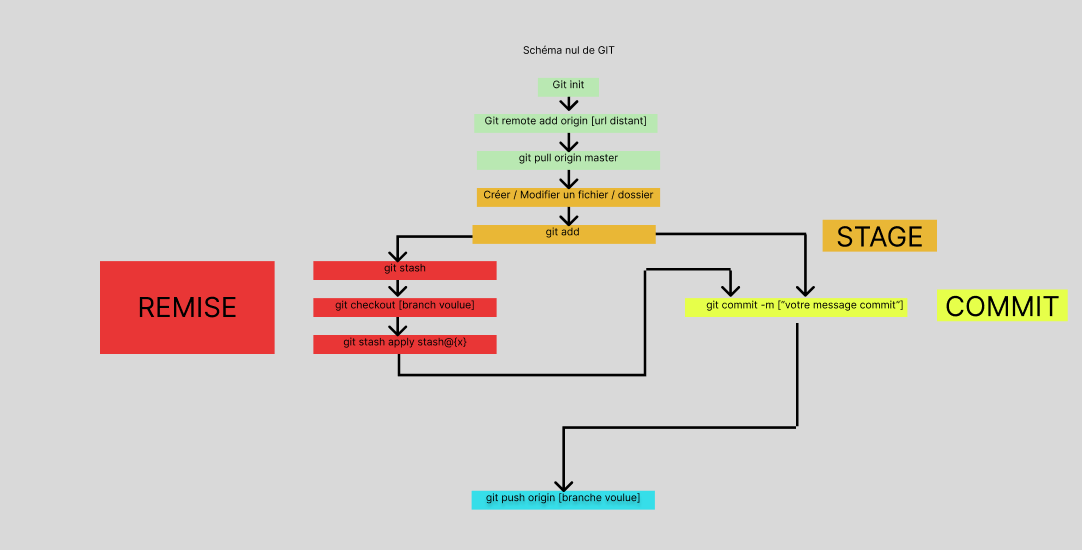 Schéma nul de GIT
Git init
Git remote add origin [url distant]
git pull origin master
Créer / Modifier un fichier / dossier
git add
STAGE
git stash
REMISE
git checkout [branch voulue]
git commit -m ["votre message commit"]
COMMIT
git stash apply stash@{x}
git push origin [branche voulue]